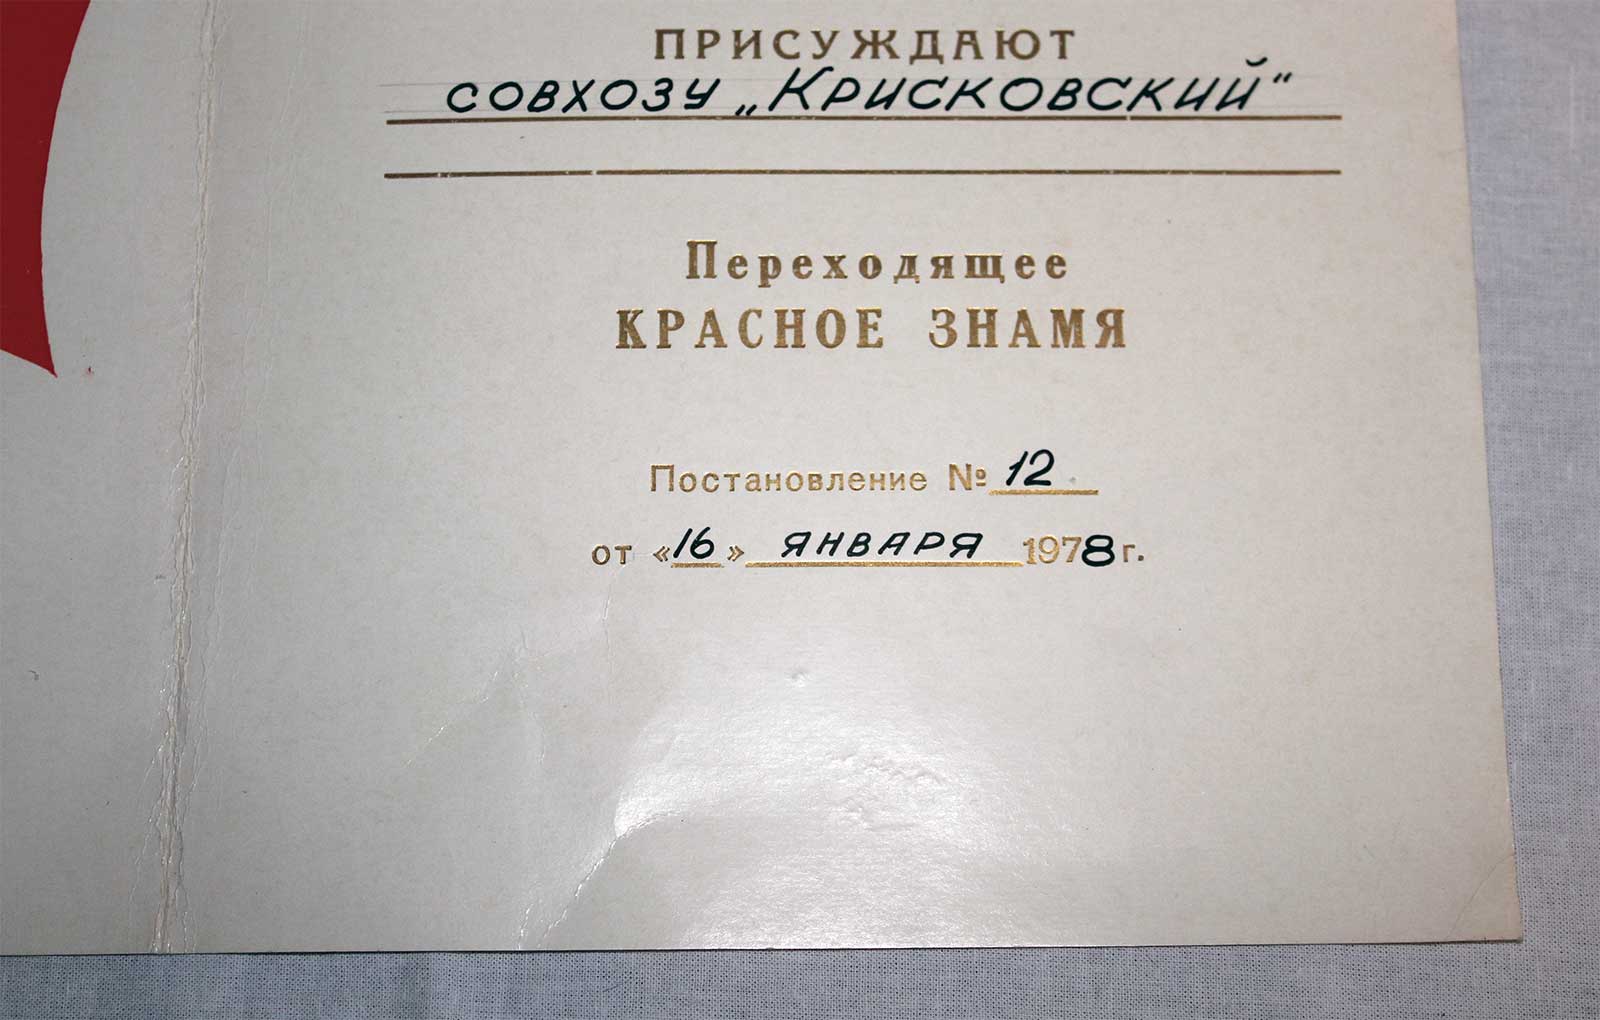 ПРИСУЖДАЮТ
СОВХОЗУ „КРИСКОВСКИЙ“
Переходящее
КРАСНОЕ ЗНАМЯ
Постановление № 12
от «16» ЯНВАРЯ 1978 г.